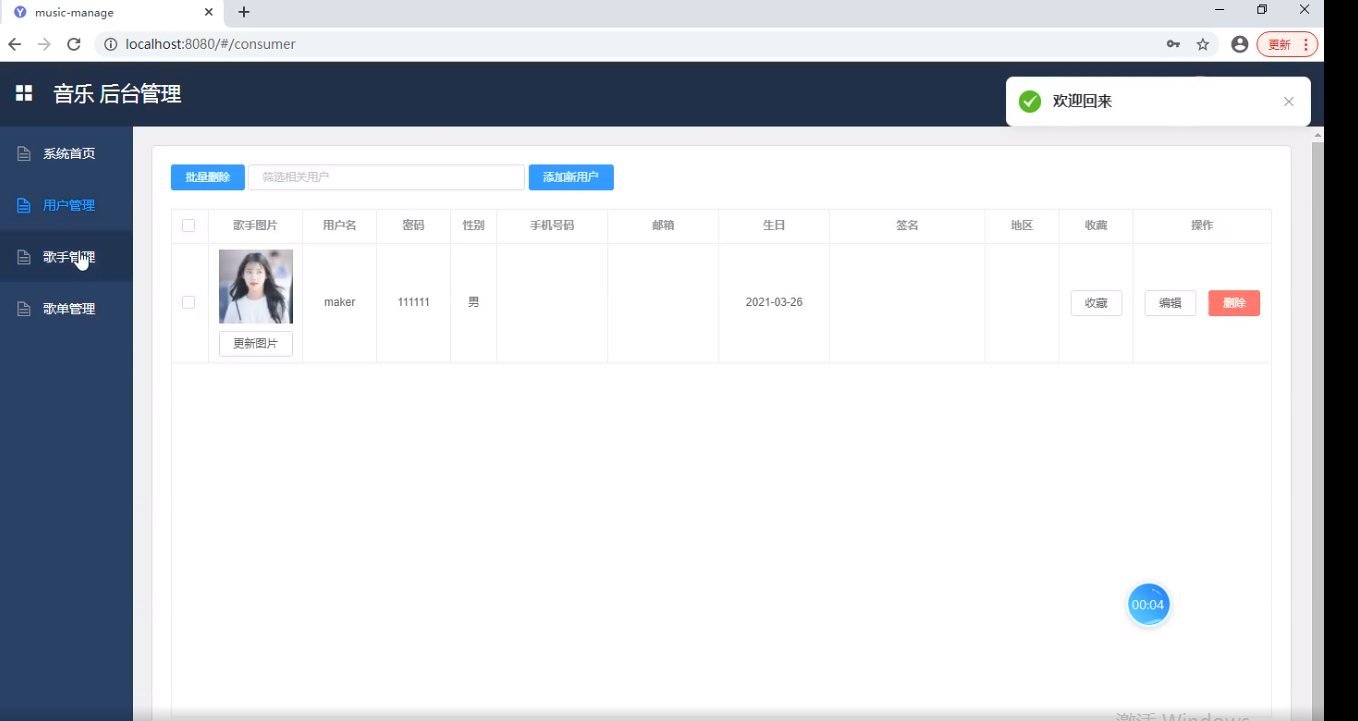 music-manage
localhost:8080/#/consumer
更新
音乐 后台管理
欢迎回来
系统首页
用户管理
歌手管理
歌单管理
批量删除 筛选相关用户 添加新用户
歌手图片 用户名 密码 性别 手机号码 邮箱 生日 签名 地区 收藏 操作
maker 111111 男 2021-03-26 收藏 编辑 删除
更新图片
00:04
激活 Windows